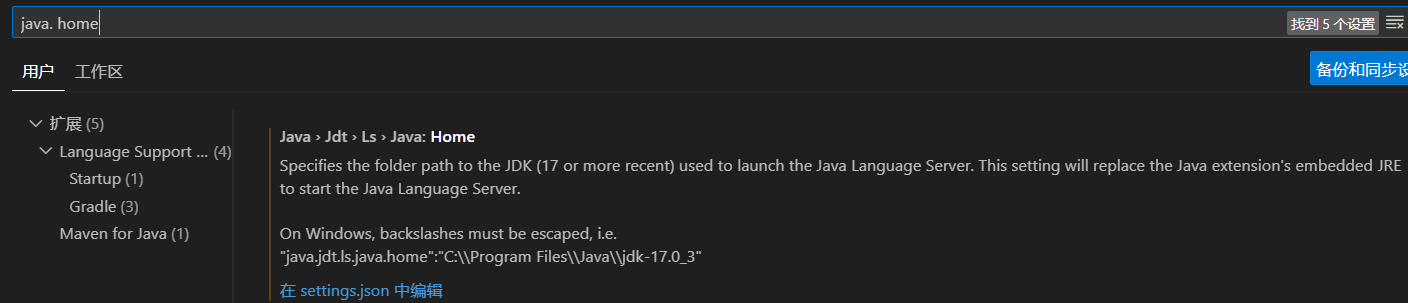 java. home
找到 5 个设置
用户
工作区
备份和同步设
扩展 (5)
Language Support ... (4)
Startup (1)
Gradle (3)
Maven for Java (1)
Java › Jdt › Ls › Java: Home
Specifies the folder path to the JDK (17 or more recent) used to launch the Java Language Server. This setting will replace the Java extension's embedded JRE
to start the Java Language Server.
On Windows, backslashes must be escaped, i.e.
"java.jdt.ls.java.home":"C:\\Program Files\\Java\\jdk-17.0_3"
在 settings.json 中编辑